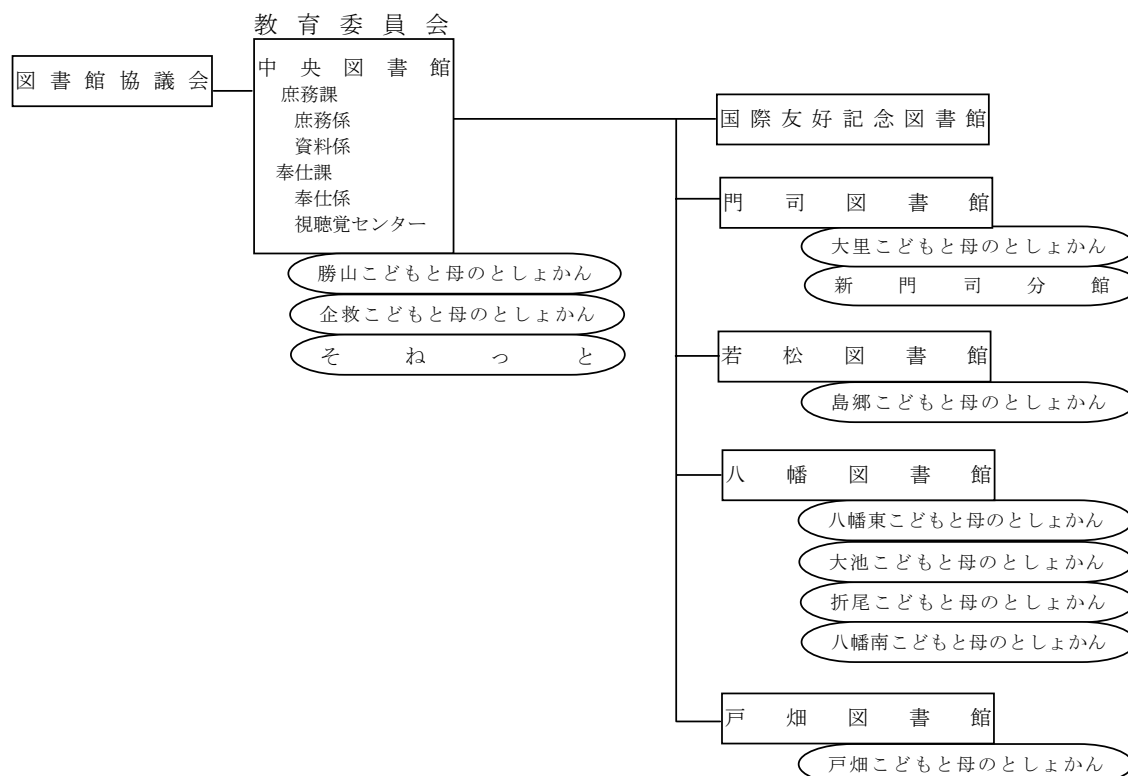 教育委員会
図書館協議会
中央図書館
庶務課
庶務係
資料係
奉仕課
奉仕係
視聴覚センター
勝山こどもと母のとしょかん
企救こどもと母のとしょかん
そねっと
国際友好記念図書館
門司図書館
大里こどもと母のとしょかん
新門司分館
若松図書館
島郷こどもと母のとしょかん
八幡図書館
八幡東こどもと母のとしょかん
大池こどもと母のとしょかん
折尾こどもと母のとしょかん
八幡南こどもと母のとしょかん
戸畑図書館
戸畑こどもと母のとしょかん